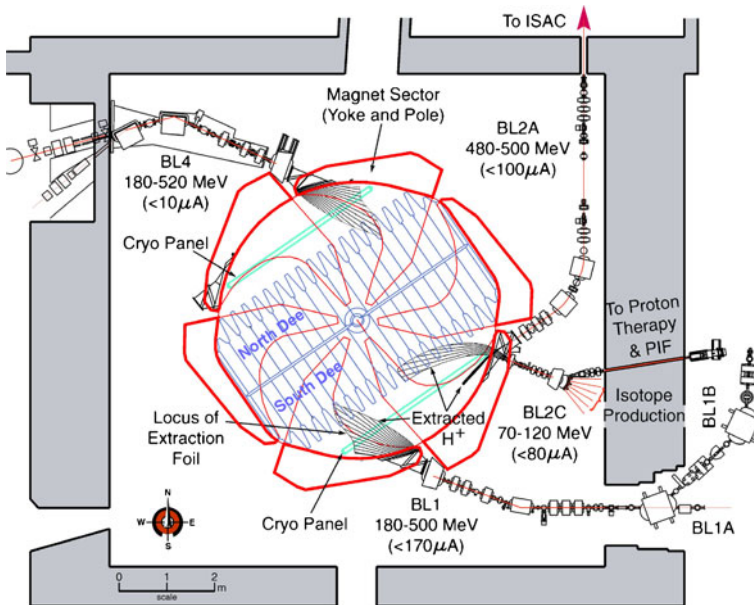 To ISAC
Magnet Sector
(Yoke and Pole)
BL2A
480-500 MeV
(<100μA)
BL4
180-520 MeV
(<10μA)
Cryo Panel
North Dee
South Dee
To Proton
Therapy
& PIF
Isotope
Production
BL1B
Extracted
H+
BL2C
70-120 MeV
(<80μA)
Locus of
Extraction
Foil
Cryo Panel
BL1
180-500 MeV
(<170μA)
BL1A
N
W
E
S
0 1 2
m
scale